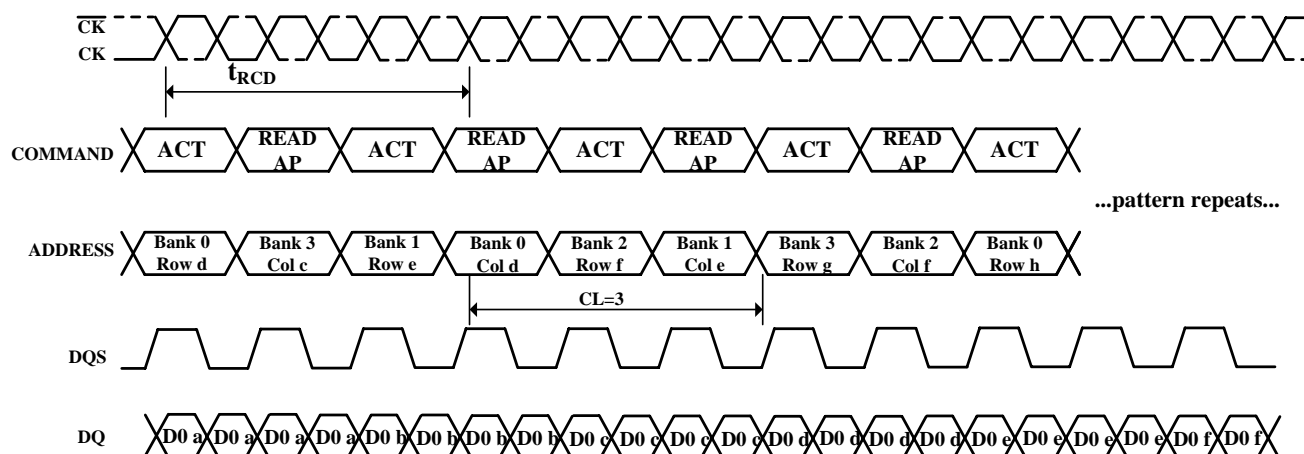 CK
CK
tRCD
COMMAND ACT READ AP ACT READ AP ACT READ AP ACT READ AP ACT
...pattern repeats...
ADDRESS Bank 0 Row d Bank 3 Col c Bank 1 Row e Bank 0 Col d Bank 2 Row f Bank 1 Col e Bank 3 Row g Bank 2 Col f Bank 0 Row h
CL=3
DQS
DQ D0 a D0 a D0 a D0 a D0 b D0 b D0 b D0 b D0 c D0 c D0 c D0 c D0 d D0 d D0 d D0 d D0 e D0 e D0 e D0 e D0 f D0 f